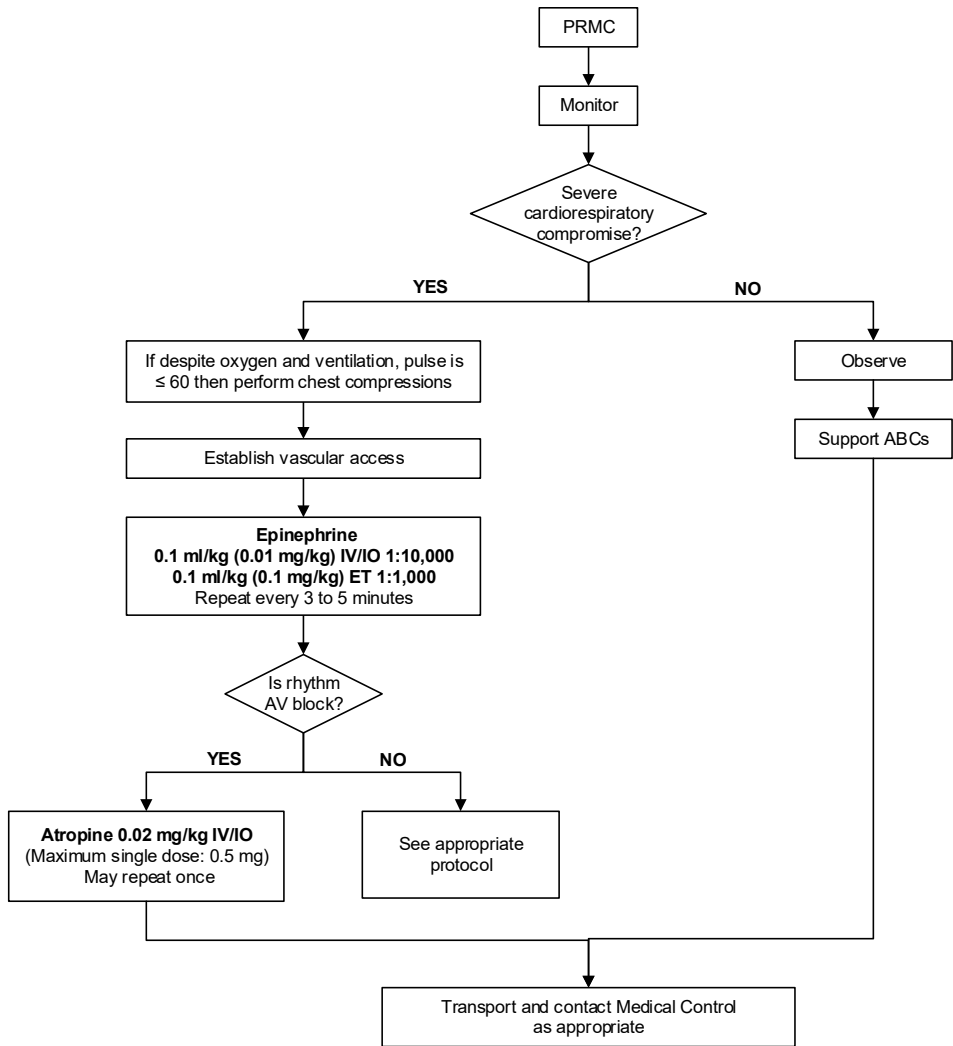 PRMC
Monitor
Severe
cardiorespiratory
compromise?
YES
NO
If despite oxygen and ventilation, pulse is
≤ 60 then perform chest compressions
Observe
Establish vascular access
Support ABCs
Epinephrine
0.1 ml/kg (0.01 mg/kg) IV/IO 1:10,000
0.1 ml/kg (0.1 mg/kg) ET 1:1,000
Repeat every 3 to 5 minutes
Is rhythm
AV block?
YES
NO
Atropine 0.02 mg/kg IV/IO
(Maximum single dose: 0.5 mg)
May repeat once
See appropriate
protocol
Transport and contact Medical Control
as appropriate